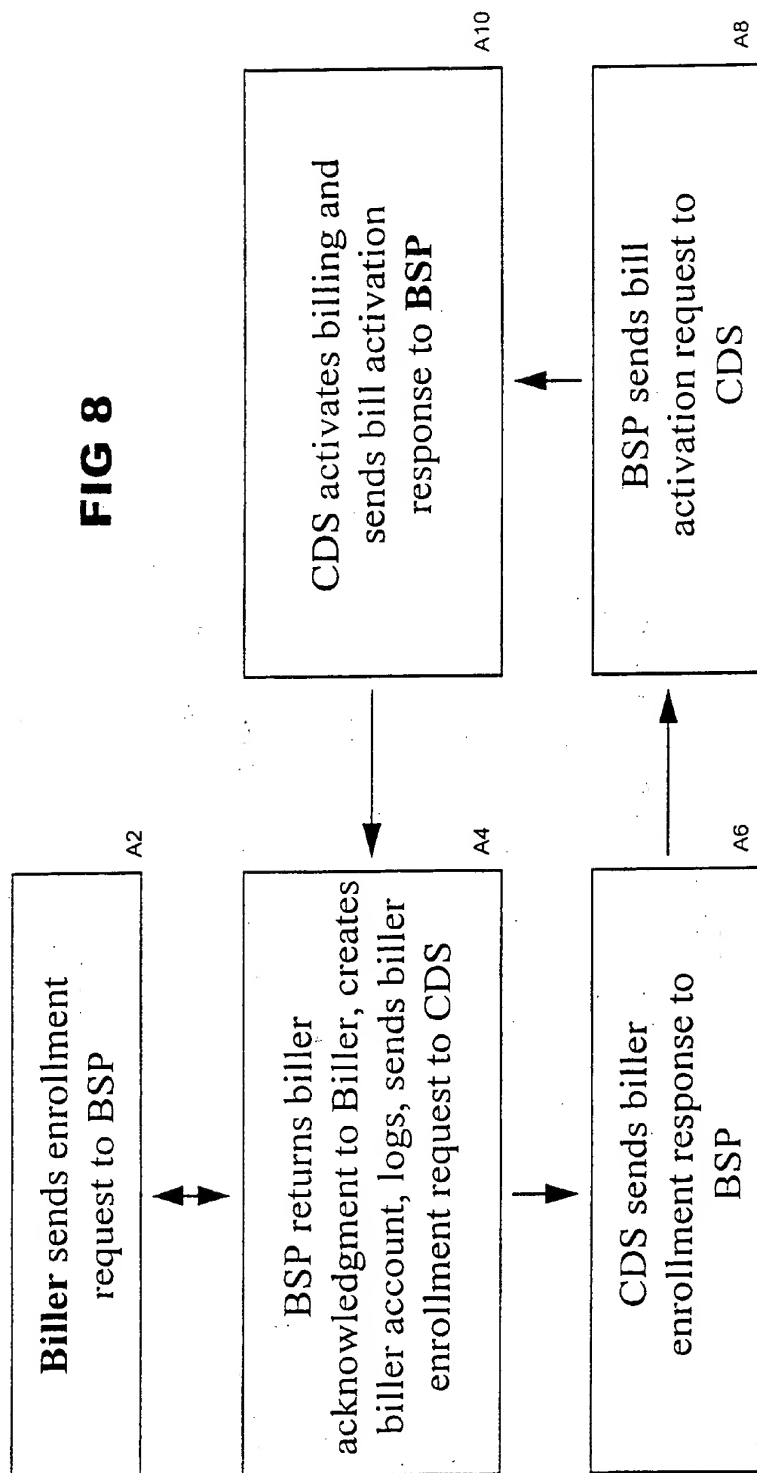 FIG 8
Biller sends enrollment
request to BSP
A2
BSP returns biller
acknowledgment to Biller, creates
biller account, logs, sends biller
enrollment request to CDS
A4
CDS sends biller
enrollment response to
BSP
A6
BSP sends bill
activation request to
CDS
A8
CDS activates billing and
sends bill activation
response to BSP
A10